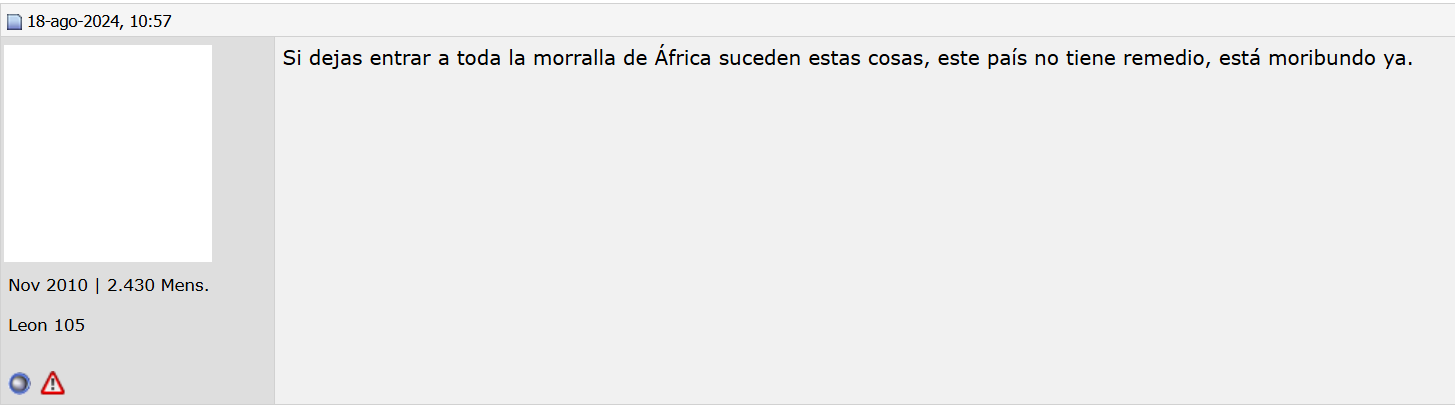 18-ago-2024, 10:57
Si dejas entrar a toda la morralla de África suceden estas cosas, este país no tiene remedio, está moribundo ya.
Nov 2010 | 2.430 Mens.
Leon 105